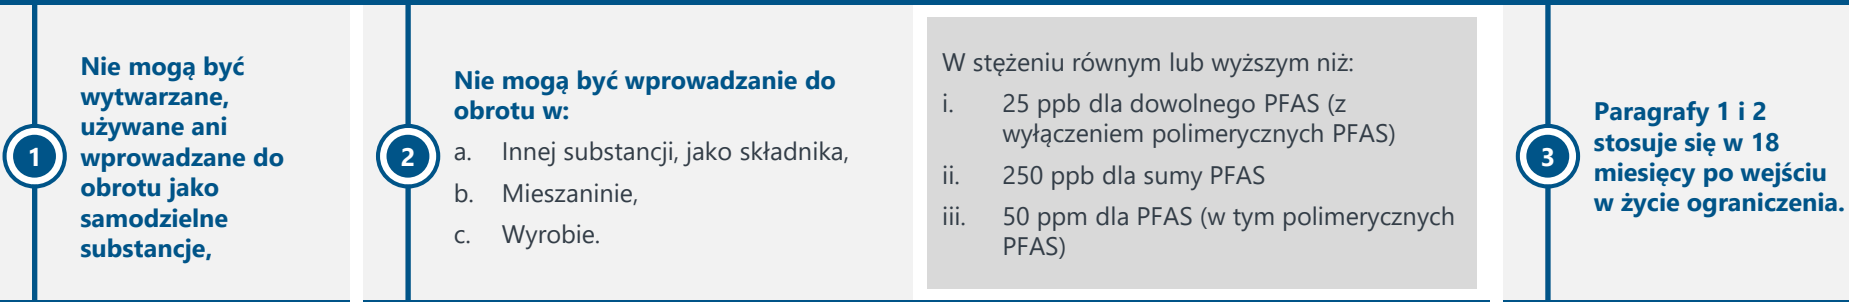 1
Nie mogą być
wytwarzane,
używane ani
wprowadzane do
obrotu jako
samodzielne
substancje,
2
Nie mogą być wprowadzanie do
obrotu w:
a. Innej substancji, jako składnika,
b. Mieszaninie,
c. Wyrobie.
W stężeniu równym lub wyższym niż:
i. 25 ppb dla dowolnego PFAS (z
wyłączeniem polimerycznych PFAS)
ii. 250 ppb dla sumy PFAS
iii. 50 ppm dla PFAS (w tym polimerycznych
PFAS)
3
Paragrafy 1 i 2
stosuje się w 18
miesięcy po wejściu
w życie ograniczenia.